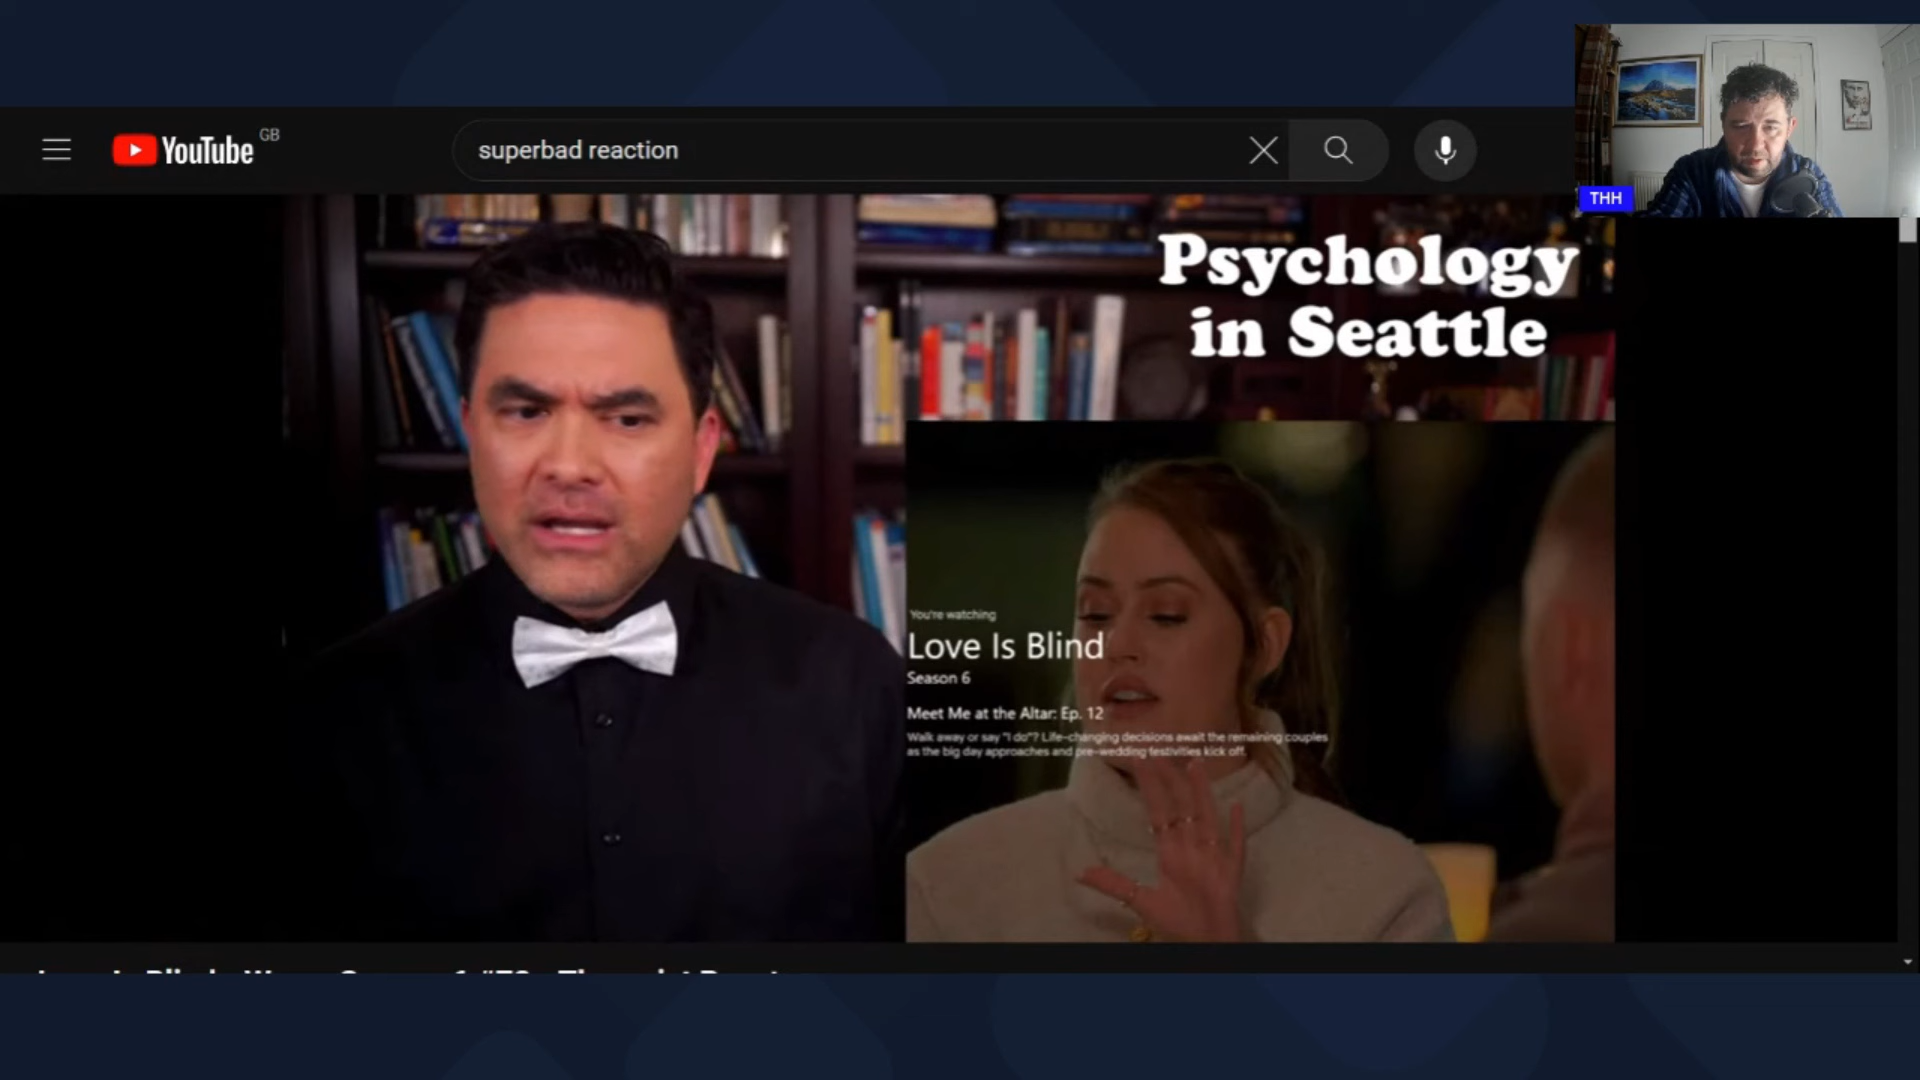 YouTube GB
superbad reaction
THH
Psychology
in Seattle
You're watching
Love Is Blind
Season 6
Meet Me at the Altar: Ep. 12
Walk away or say "I do"? Life-changing decisions await the remaining couples
as the big day approaches and pre-wedding festivities kick off.